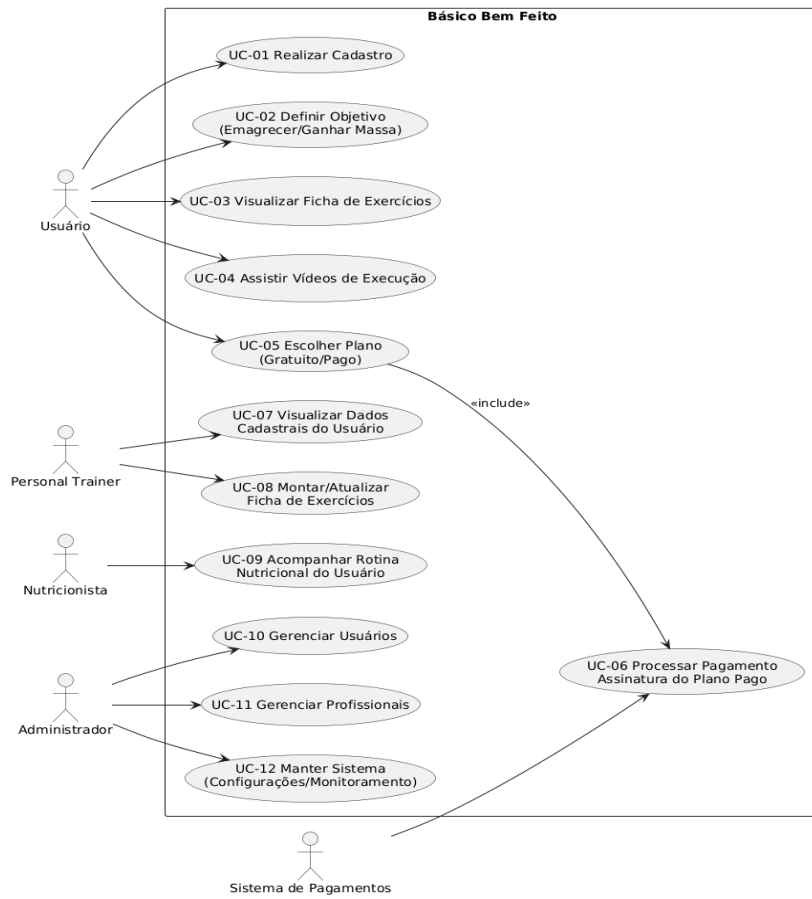 Básico Bem Feito
UC-01 Realizar Cadastro
UC-02 Definir Objetivo
(Emagrecer/Ganhar Massa)
UC-03 Visualizar Ficha de Exercícios
Usuário
UC-04 Assistir Vídeos de Execução
UC-05 Escolher Plano
(Gratuito/Pago)
«include»
UC-07 Visualizar Dados
Cadastrais do Usuário
Personal Trainer
UC-08 Montar/Atualizar
Ficha de Exercícios
UC-09 Acompanhar Rotina
Nutricional do Usuário
Nutricionista
UC-10 Gerenciar Usuários
UC-06 Processar Pagamento
Assinatura do Plano Pago
UC-11 Gerenciar Profissionais
Administrador
UC-12 Manter Sistema
(Configurações/Monitoramento)
Sistema de Pagamentos